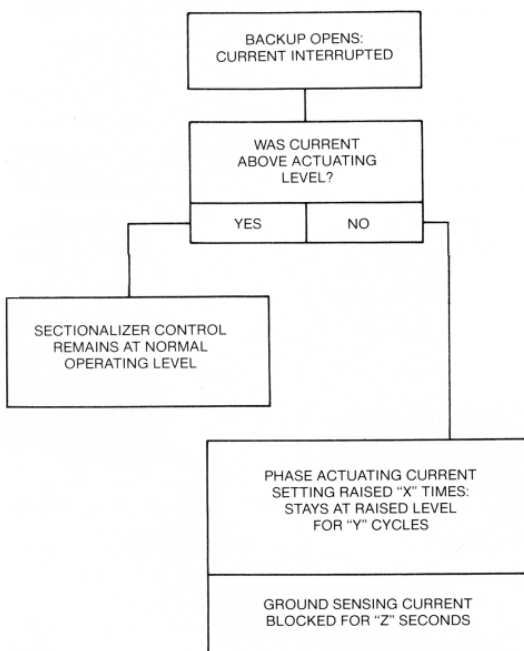 BACKUP OPENS:
CURRENT INTERRUPTED
WAS CURRENT
ABOVE ACTUATING
LEVEL?
YES
NO
SECTIONALIZER CONTROL
REMAINS AT NORMAL
OPERATING LEVEL
PHASE ACTUATING CURRENT
SETTING RAISED “X” TIMES:
STAYS AT RAISED LEVEL
FOR “Y” CYCLES
GROUND SENSING CURRENT
BLOCKED FOR “Z” SECONDS